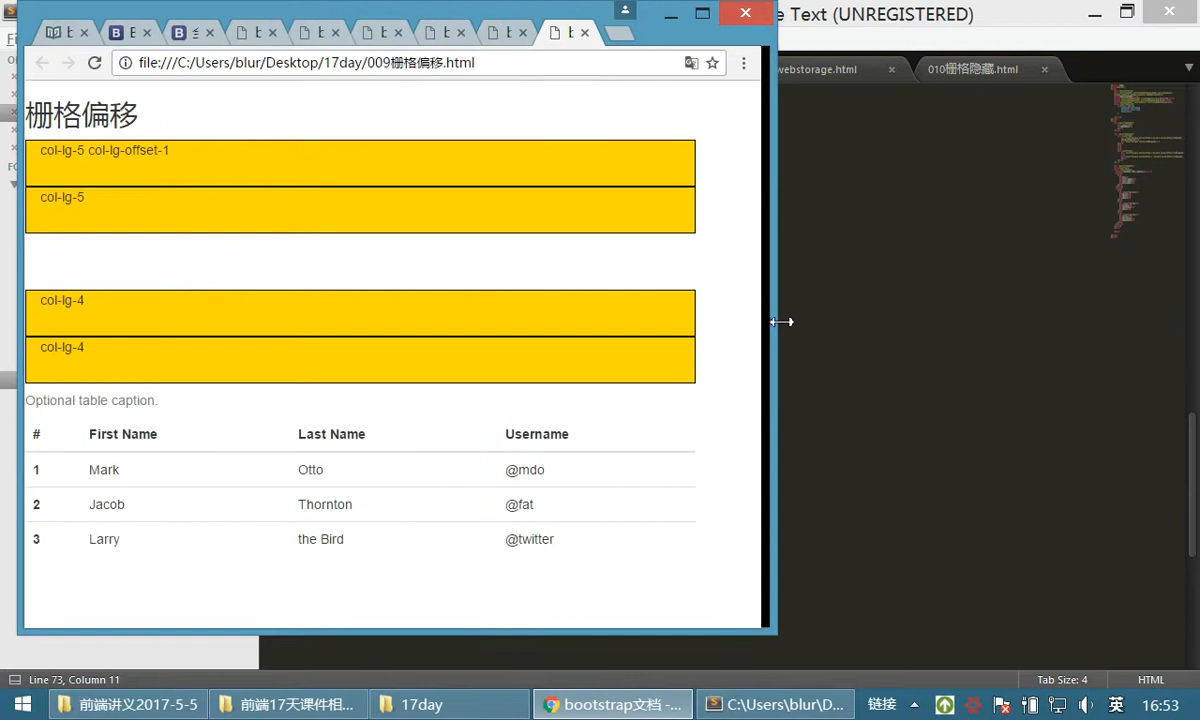 e Text (UNREGISTERED)
file:///C:/Users/blur/Desktop/17day/009栅格偏移.html
webstorage.html
010栅格隐藏.html
栅格偏移
col-lg-5 col-lg-offset-1
col-lg-5
col-lg-4
col-lg-4
Optional table caption.
# First Name Last Name Username
1 Mark Otto @mdo
2 Jacob Thornton @fat
3 Larry the Bird @twitter
Line 73, Column 11
Tab Size: 4
HTML
前端讲义2017-5-5
前端17天课件相...
17day
bootstrap文档 -...
C:\Users\blur\D...
链接
英
16:53